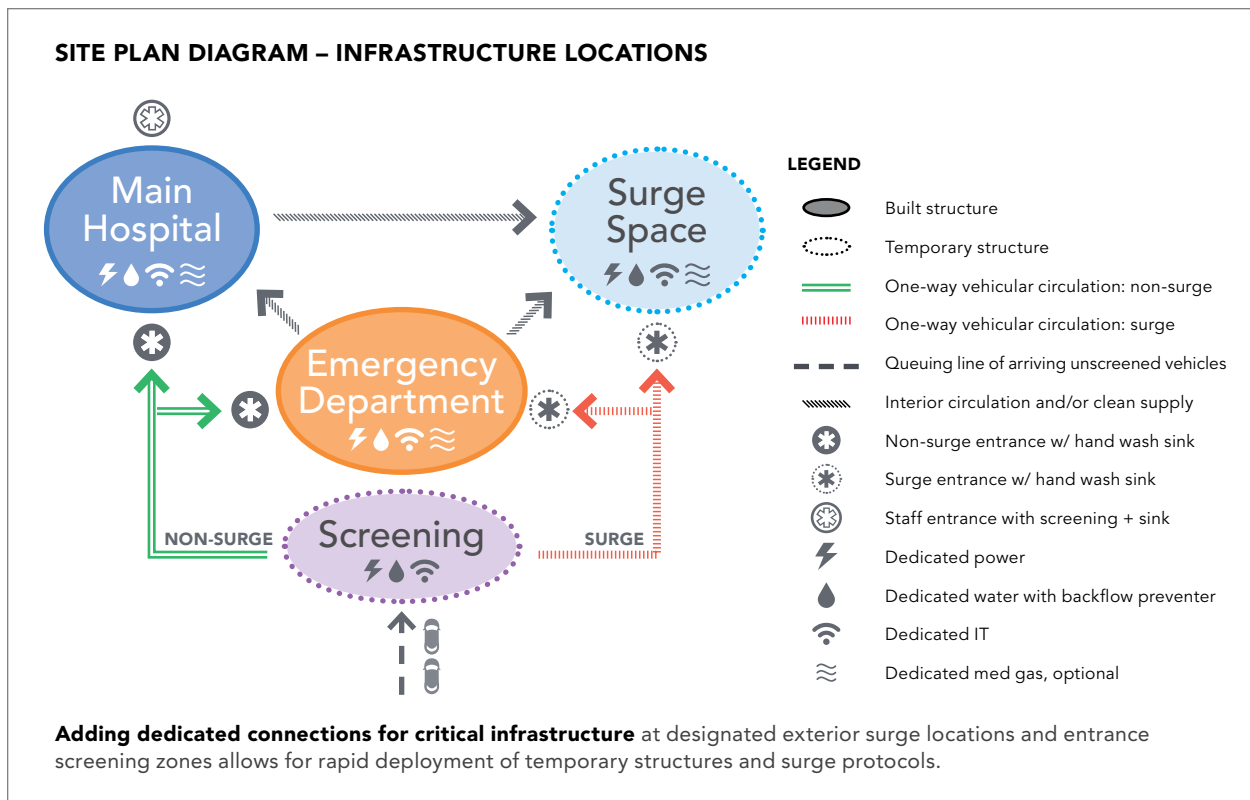 SITE PLAN DIAGRAM – INFRASTRUCTURE LOCATIONS
Main
Hospital
Surge
Space
Emergency
Department
NON-SURGE
Screening
SURGE
LEGEND
Built structure
Temporary structure
One-way vehicular circulation: non-surge
One-way vehicular circulation: surge
Queuing line of arriving unscreened vehicles
Interior circulation and/or clean supply
Non-surge entrance w/ hand wash sink
Surge entrance w/ hand wash sink
Staff entrance with screening + sink
Dedicated power
Dedicated water with backflow preventer
Dedicated IT
Dedicated med gas, optional
Adding dedicated connections for critical infrastructure at designated exterior surge locations and entrance
screening zones allows for rapid deployment of temporary structures and surge protocols.